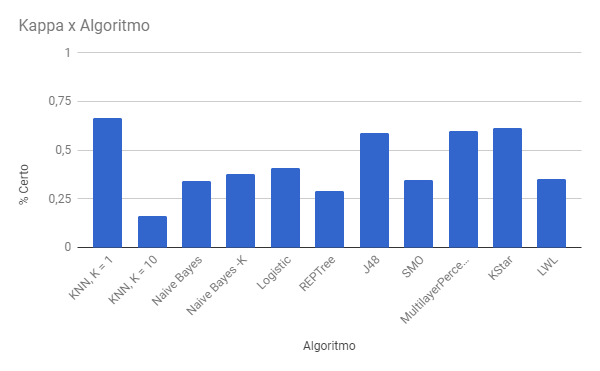 Kappa x Algoritmo
% Certo
1
0,75
0,5
0,25
0
KNN, K = 1
KNN, K = 10
Naive Bayes
Naive Bayes -K
Logistic
REPTree
J48
SMO
MultilayerPerce...
KStar
LWL
Algoritmo